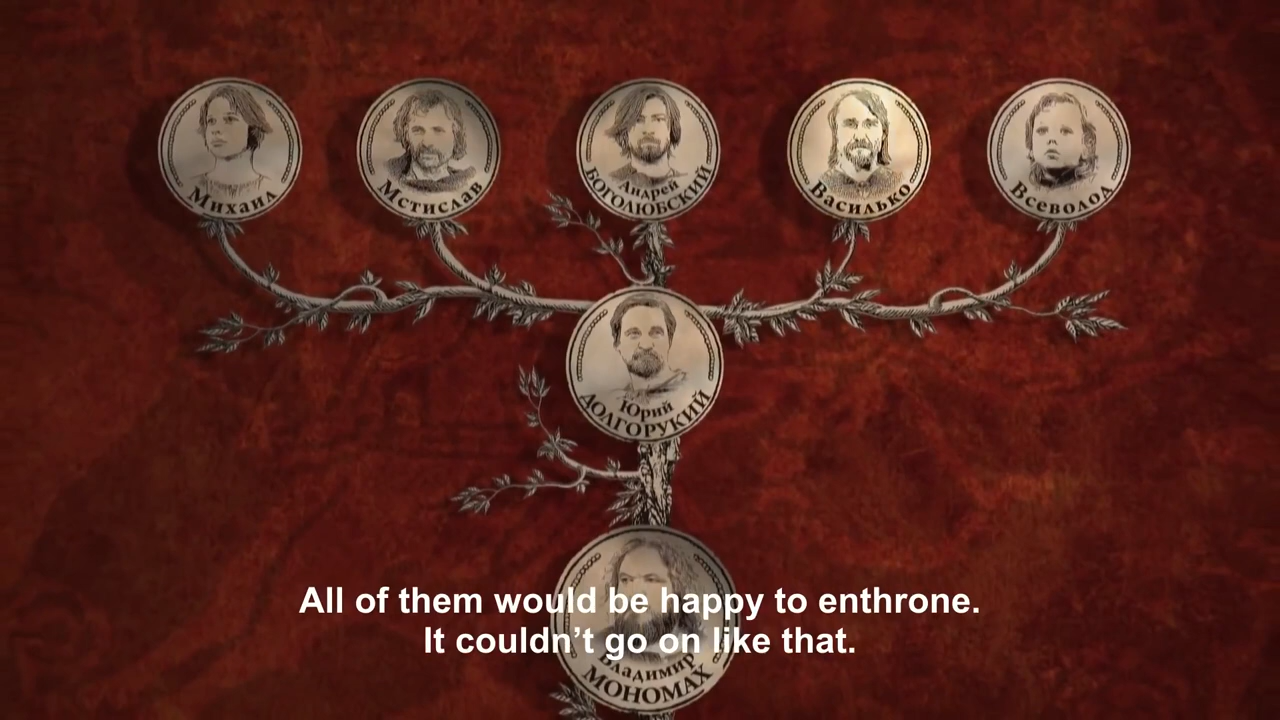 Михаил
Мстислав
Андрей
БОГОЛЮБСКИЙ
Василько
Всеволод
Юрий
ДОЛГОРУКИЙ
All of them would be happy to enthrone.
It couldn’t go on like that.
Владимир
МОНОМАХ